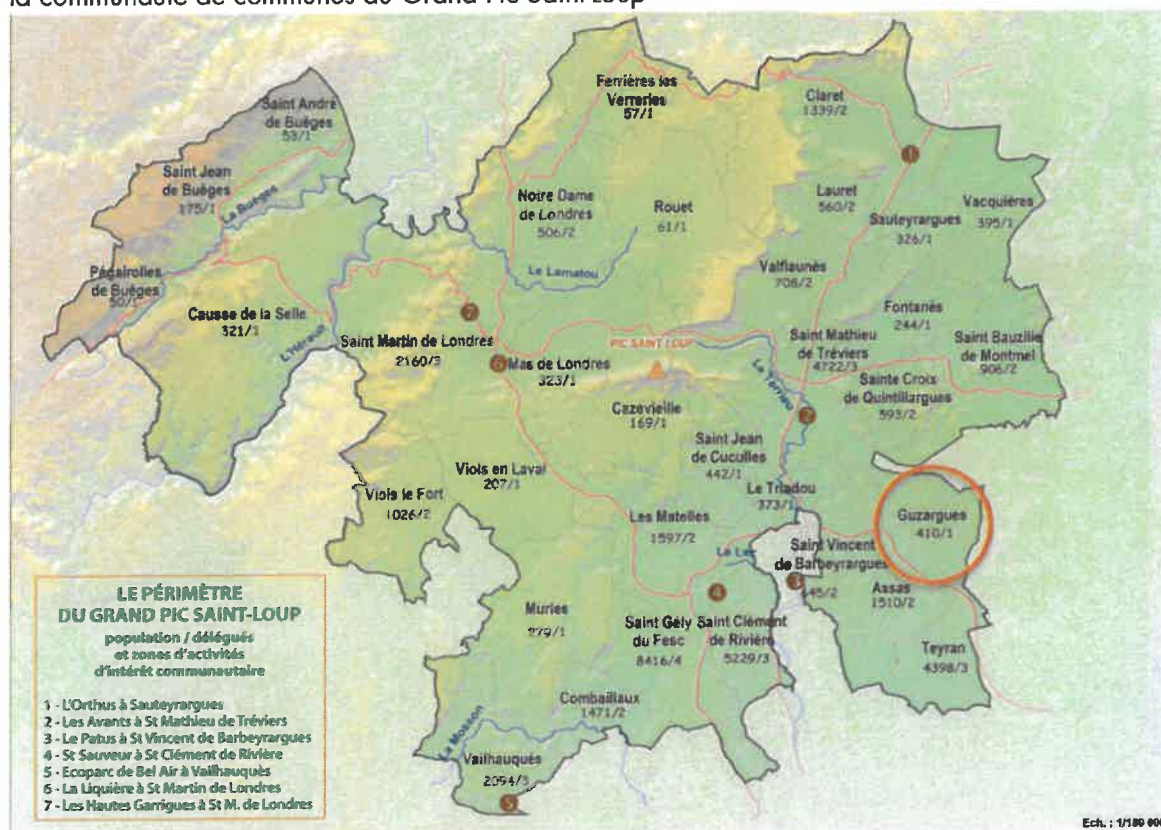 la communauté de communes du Grand Pic Saint-Loup
Ferrières les
Verreries
57/1
Claret
1339/2
Saint André
de Buèges
53/1
Saint Jean
de Buèges
175/1
La Buèges
Notre Dame
de Londres
506/2
Rouet
61/1
Lauret
560/2
1
Vacquières
395/1
Sauteyrargues
326/1
Le Lamatou
Pégairolles
de Buèges
50/1
Valflaunès
708/2
Causse de la Selle
321/1
L'Hérault
7
Fontanès
244/1
Saint Martin de Londres
2160/3
6
Mas de Londres
323/1
PIC SAINT LOUP
Saint Mathieu
de Tréviers
4722/3
Saint Bauzille
de Montmel
906/2
Le Terrieu
Sainte Croix
de Quintillargues
593/2
Cazevieille
169/1
2
Saint Jean
de Cuculles
442/1
Viols en Laval
207/1
Viols le Fort
1026/2
Le Triadou
373/1
Les Matelles
1597/2
Guzargues
410/1
Le Lez
Saint Vincent
de Barbeyrargues
645/2
3
Assas
1510/2
4
Murles
279/1
Saint Gély
du Fesc
8416/4
Saint Clément
de Rivière
5229/3
Teyran
4398/3
Combaillaux
1471/2
La Mosson
Vailhauquès
2094/3
5
LE PÉRIMÈTRE
DU GRAND PIC SAINT-LOUP
population / délégués
et zones d'activités
d'intérêt communautaire
1 - L'Orthus à Sauteyrargues
2 - Les Avants à St Mathieu de Tréviers
3 - Le Patus à St Vincent de Barbeyrargues
4 - St Sauveur à St Clément de Rivière
5 - Ecoparc de Bel Air à Vailhauquès
6 - La Liquière à St Martin de Londres
7 - Les Hautes Garrigues à St M. de Londres
Ech. : 1/180 000